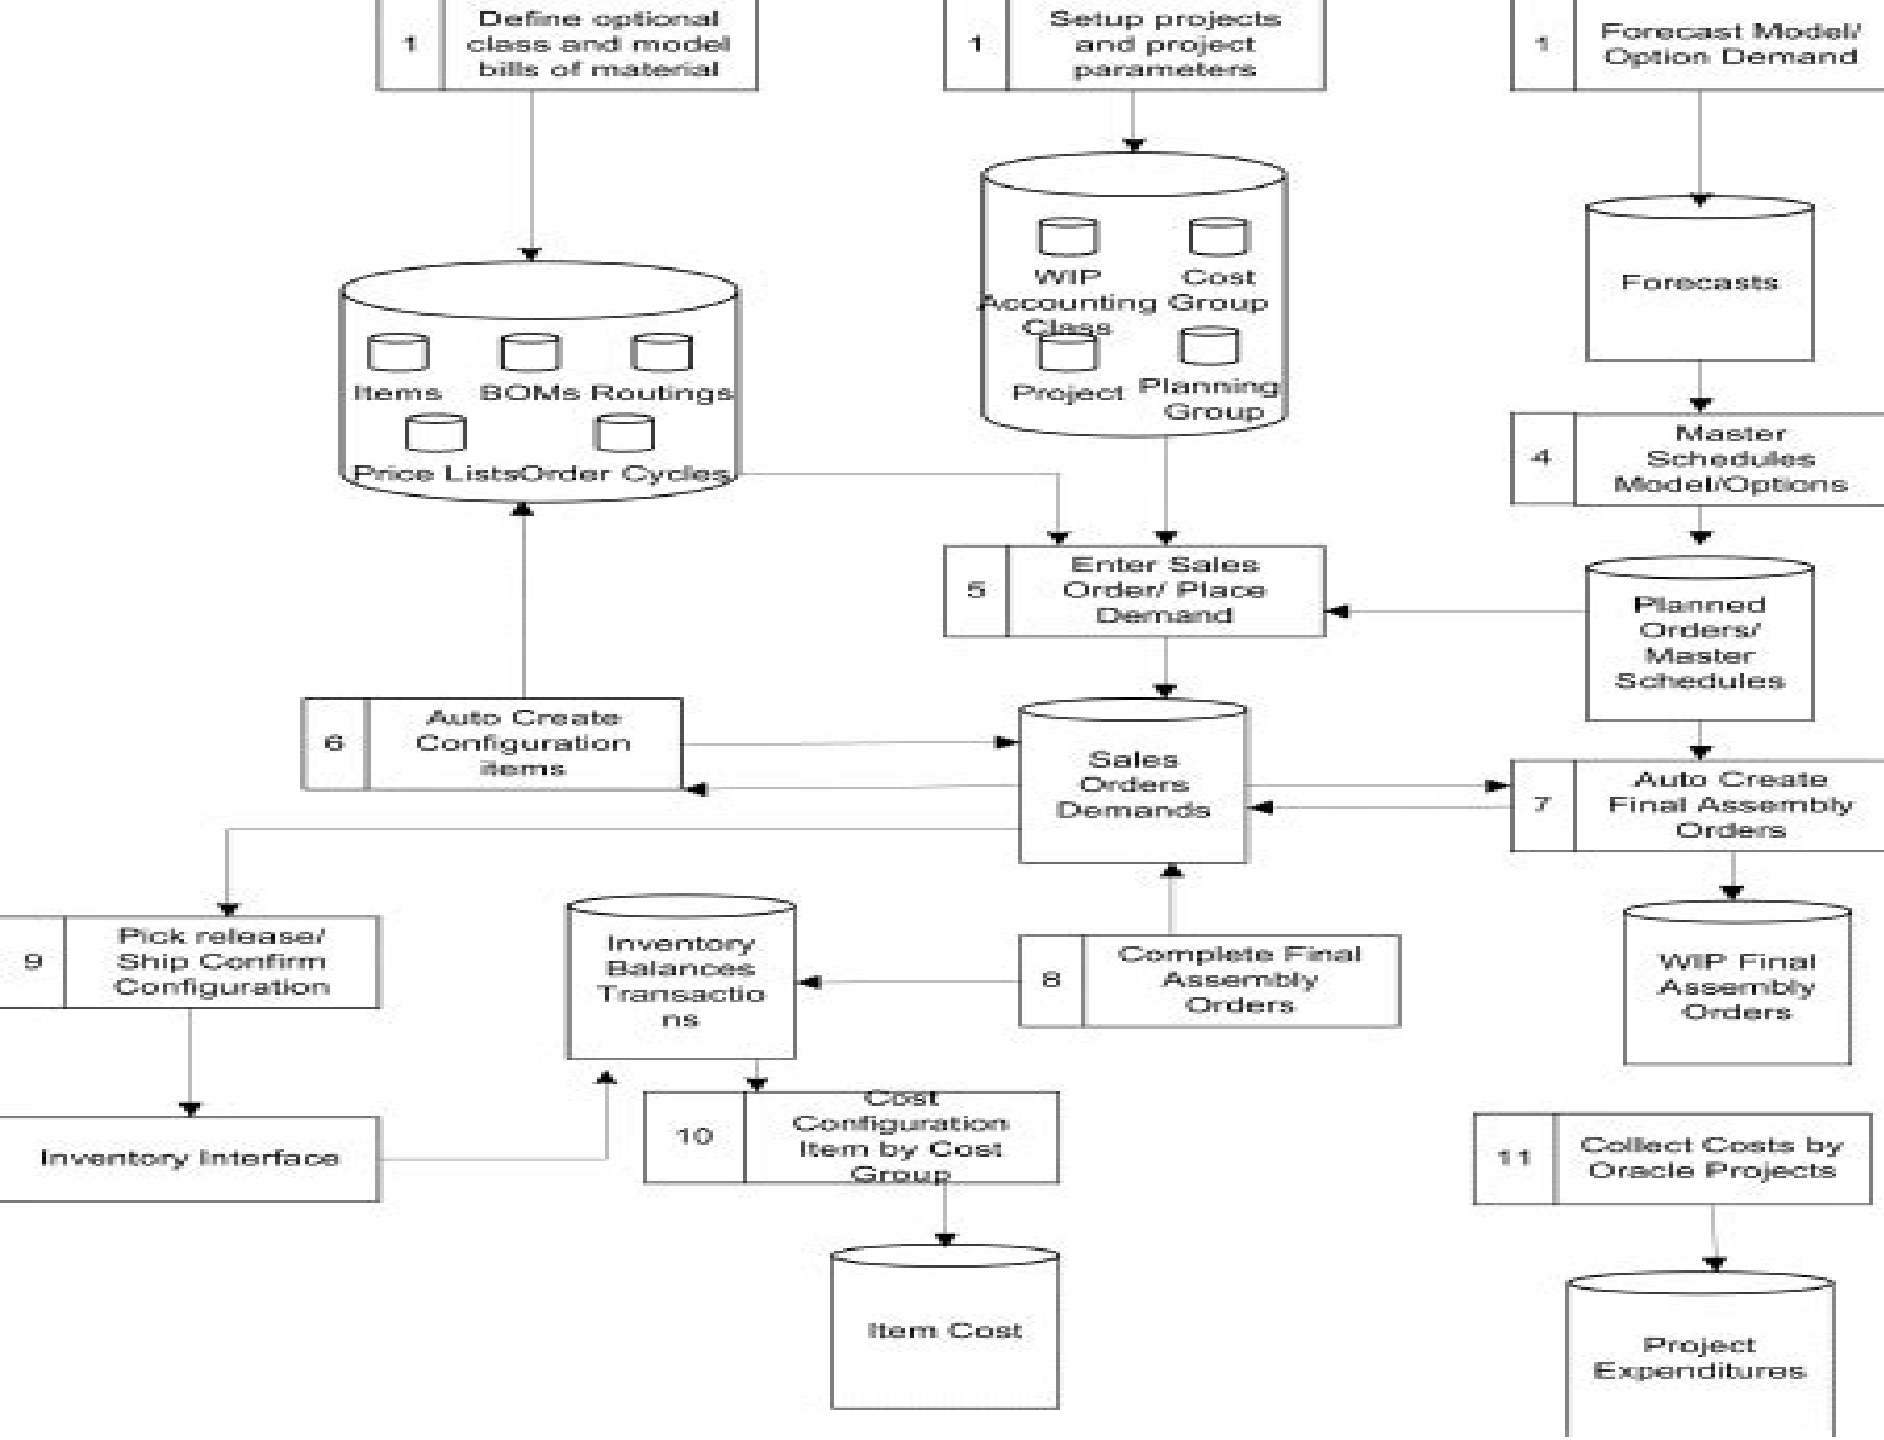 1
Define optional
class and model
bills of material
1
Setup projects
and project
parameters
1
Forecast Model/
Option Demand
WIP
Accounting
Class
Cost
Group
Project
Planning
Group
Forecasts
Items
BOMs
Routings
Price Lists
Order Cycles
4
Master
Schedules
Model/Options
5
Enter Sales
Order/ Place
Demand
Planned
Orders/
Master
Schedules
6
Auto Create
Configuration
items
Sales
Orders
Demands
7
Auto Create
Final Assembly
Orders
9
Pick release/
Ship Confirm
Configuration
Inventory
Balances
Transactio
ns
8
Complete Final
Assembly
Orders
WIP Final
Assembly
Orders
Inventory Interface
10
Cost
Configuration
Item by Cost
Group
11
Collect Costs by
Oracle Projects
Item Cost
Project
Expenditures